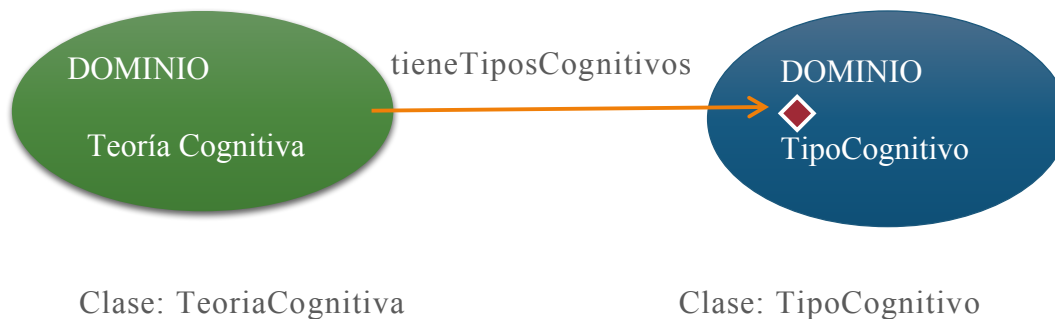 DOMINIO
Teoría Cognitiva
tieneTiposCognitivos
DOMINIO
TipoCognitivo
Clase: TeoriaCognitiva
Clase: TipoCognitivo